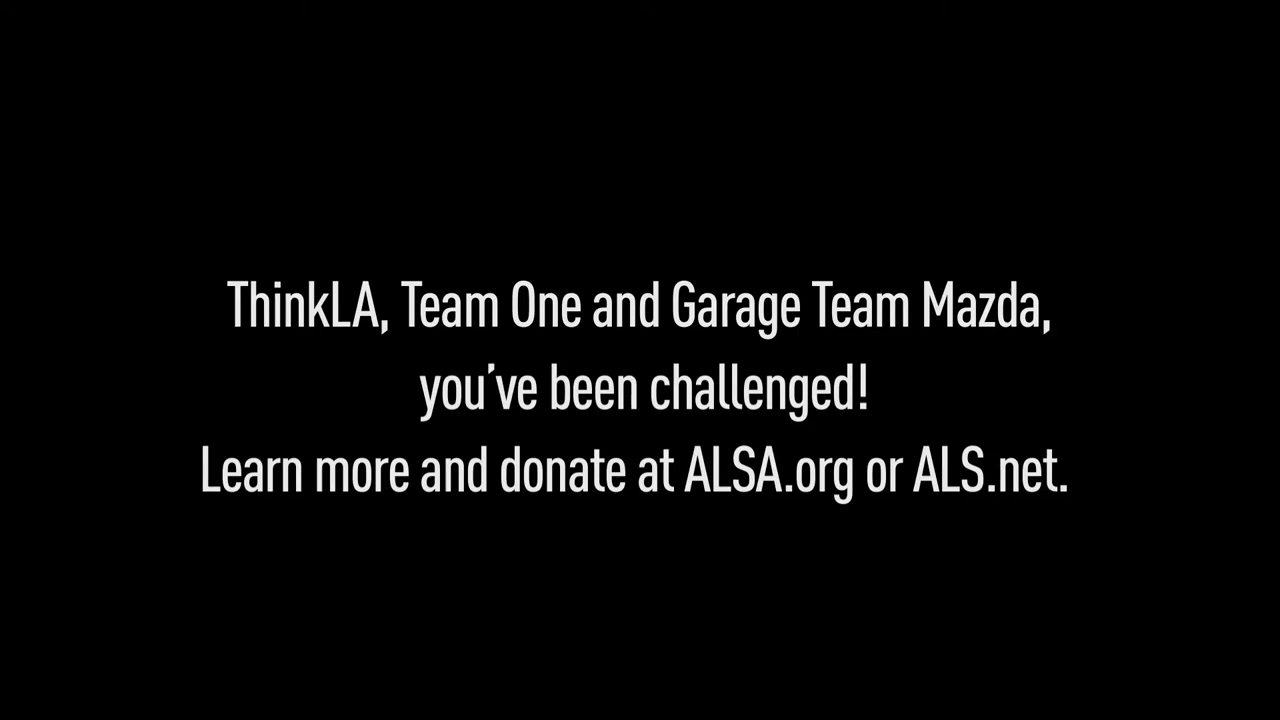 ThinkLA, Team One and Garage Team Mazda,
you’ve been challenged!
Learn more and donate at ALSA.org or ALS.net.